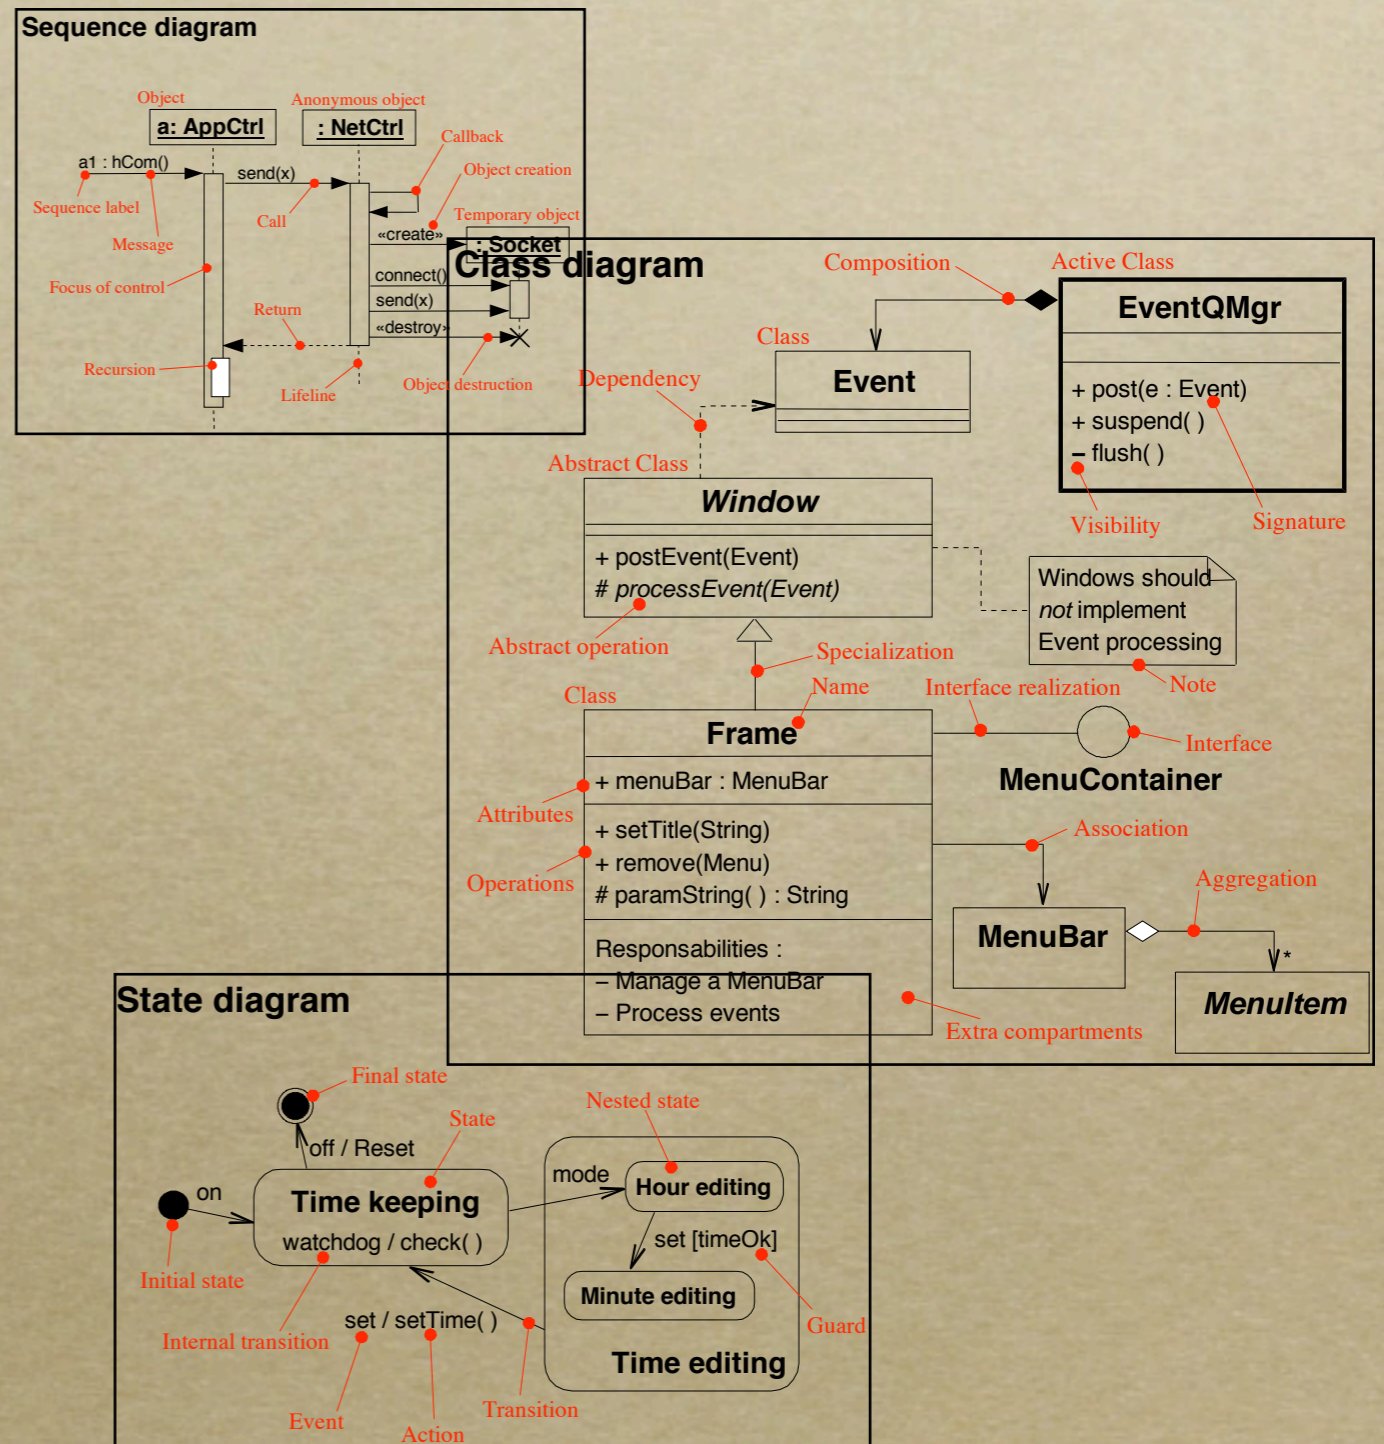 Sequence diagram
Object
Anonymous object
a: AppCtrl
: NetCtrl
Callback
a1 : hCom()
send(x)
Object creation
Sequence label
Call
Temporary object
Message
«create»
: Socket
connect()
Focus of control
send(x)
Return
«destroy»
Recursion
Lifeline
Object destruction
Class diagram
Composition
Active Class
EventQMgr
Class
Event
Dependency
+ post(e : Event)
+ suspend( )
– flush( )
Abstract Class
Window
Visibility
Signature
+ postEvent(Event)
# processEvent(Event)
Windows should
not implement
Event processing
Abstract operation
Specialization
Note
Class
Name
Interface realization
Frame
Interface
MenuContainer
+ menuBar : MenuBar
Attributes
+ setTitle(String)
+ remove(Menu)
# paramString( ) : String
Operations
Association
Aggregation
MenuBar
*
MenuItem
Responsabilities :
– Manage a MenuBar
– Process events
Extra compartments
State diagram
Final state
Nested state
State
off / Reset
mode
Hour editing
on
Time keeping
watchdog / check( )
set [timeOk]
Initial state
Minute editing
Internal transition
set / setTime( )
Guard
Time editing
Event
Action
Transition